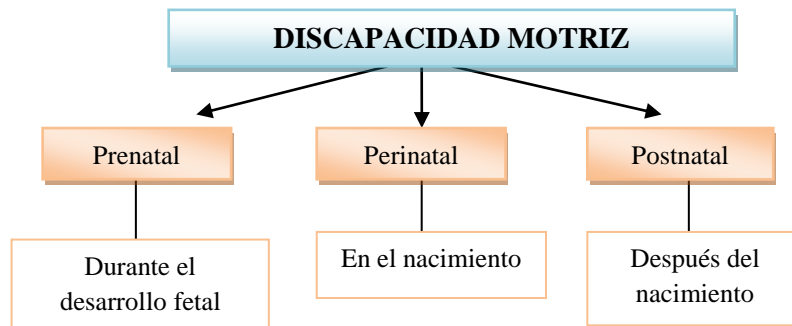 DISCAPACIDAD MOTRIZ
Prenatal
Perinatal
Postnatal
Durante el
desarrollo fetal
En el nacimiento
Después del
nacimiento